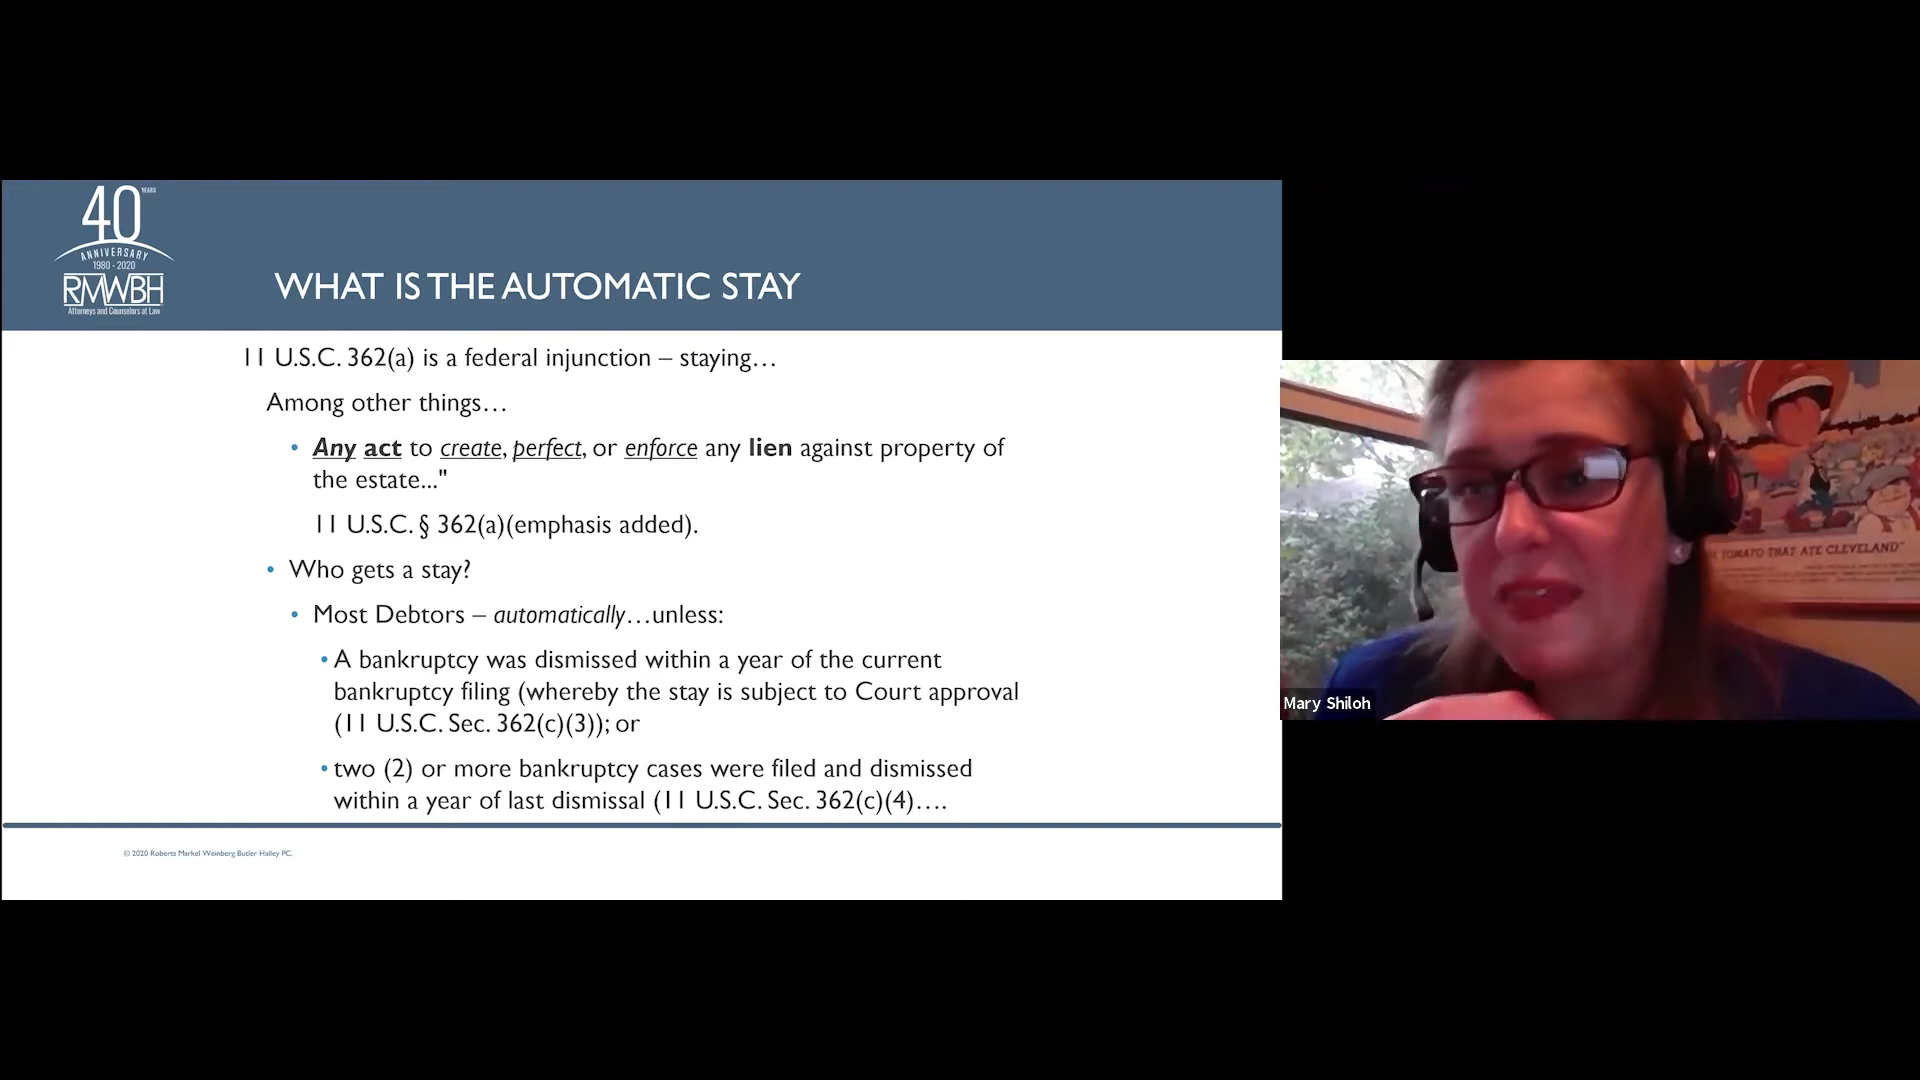 40 YEARS
ANNIVERSARY
1980 - 2020
RMWBH
Attorneys and Counselors at Law
WHAT IS THE AUTOMATIC STAY
11 U.S.C. 362(a) is a federal injunction – staying…
Among other things…
• Any act to create, perfect, or enforce any lien against property of
the estate..."
11 U.S.C. § 362(a)(emphasis added).
• Who gets a stay?
• Most Debtors – automatically…unless:
• A bankruptcy was dismissed within a year of the current
bankruptcy filing (whereby the stay is subject to Court approval
(11 U.S.C. Sec. 362(c)(3)); or
• two (2) or more bankruptcy cases were filed and dismissed
within a year of last dismissal (11 U.S.C. Sec. 362(c)(4)….
© 2020 Roberts Markel Weinberg Butler Hailey PC.
TOMATO THAT ATE CLEVELAND"
Mary Shiloh